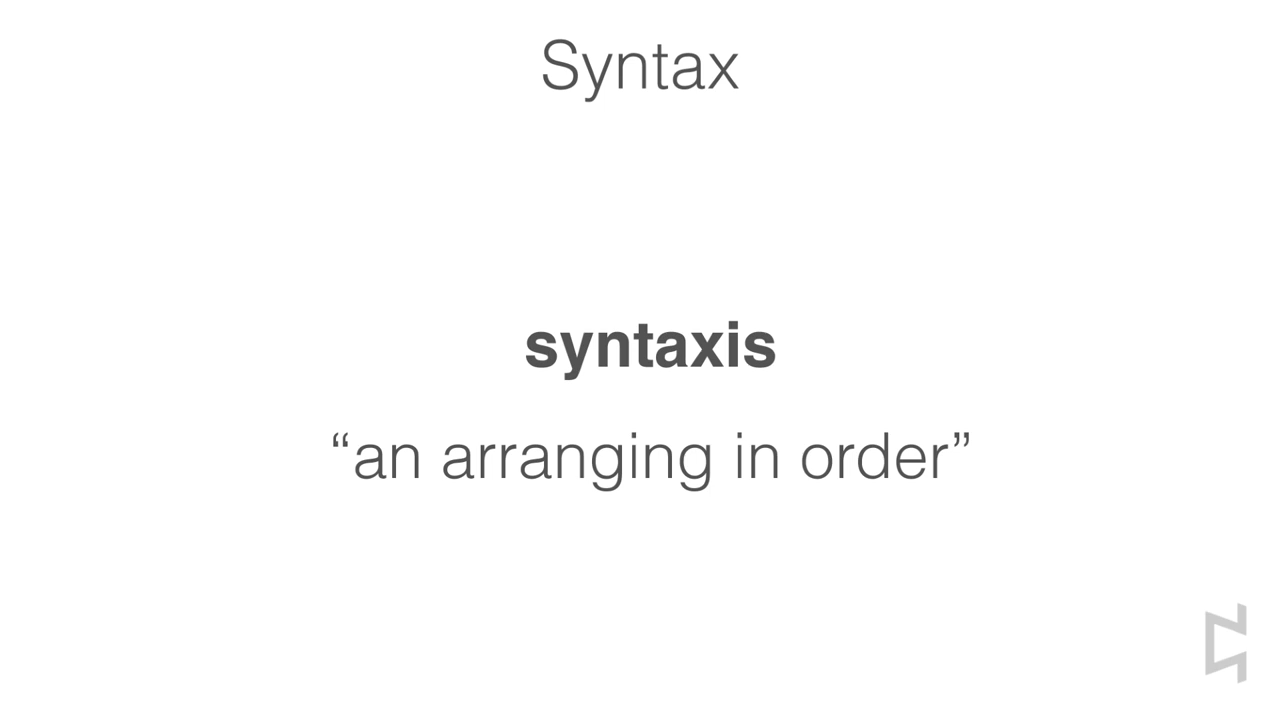 Syntax
syntaxis
“an arranging in order”